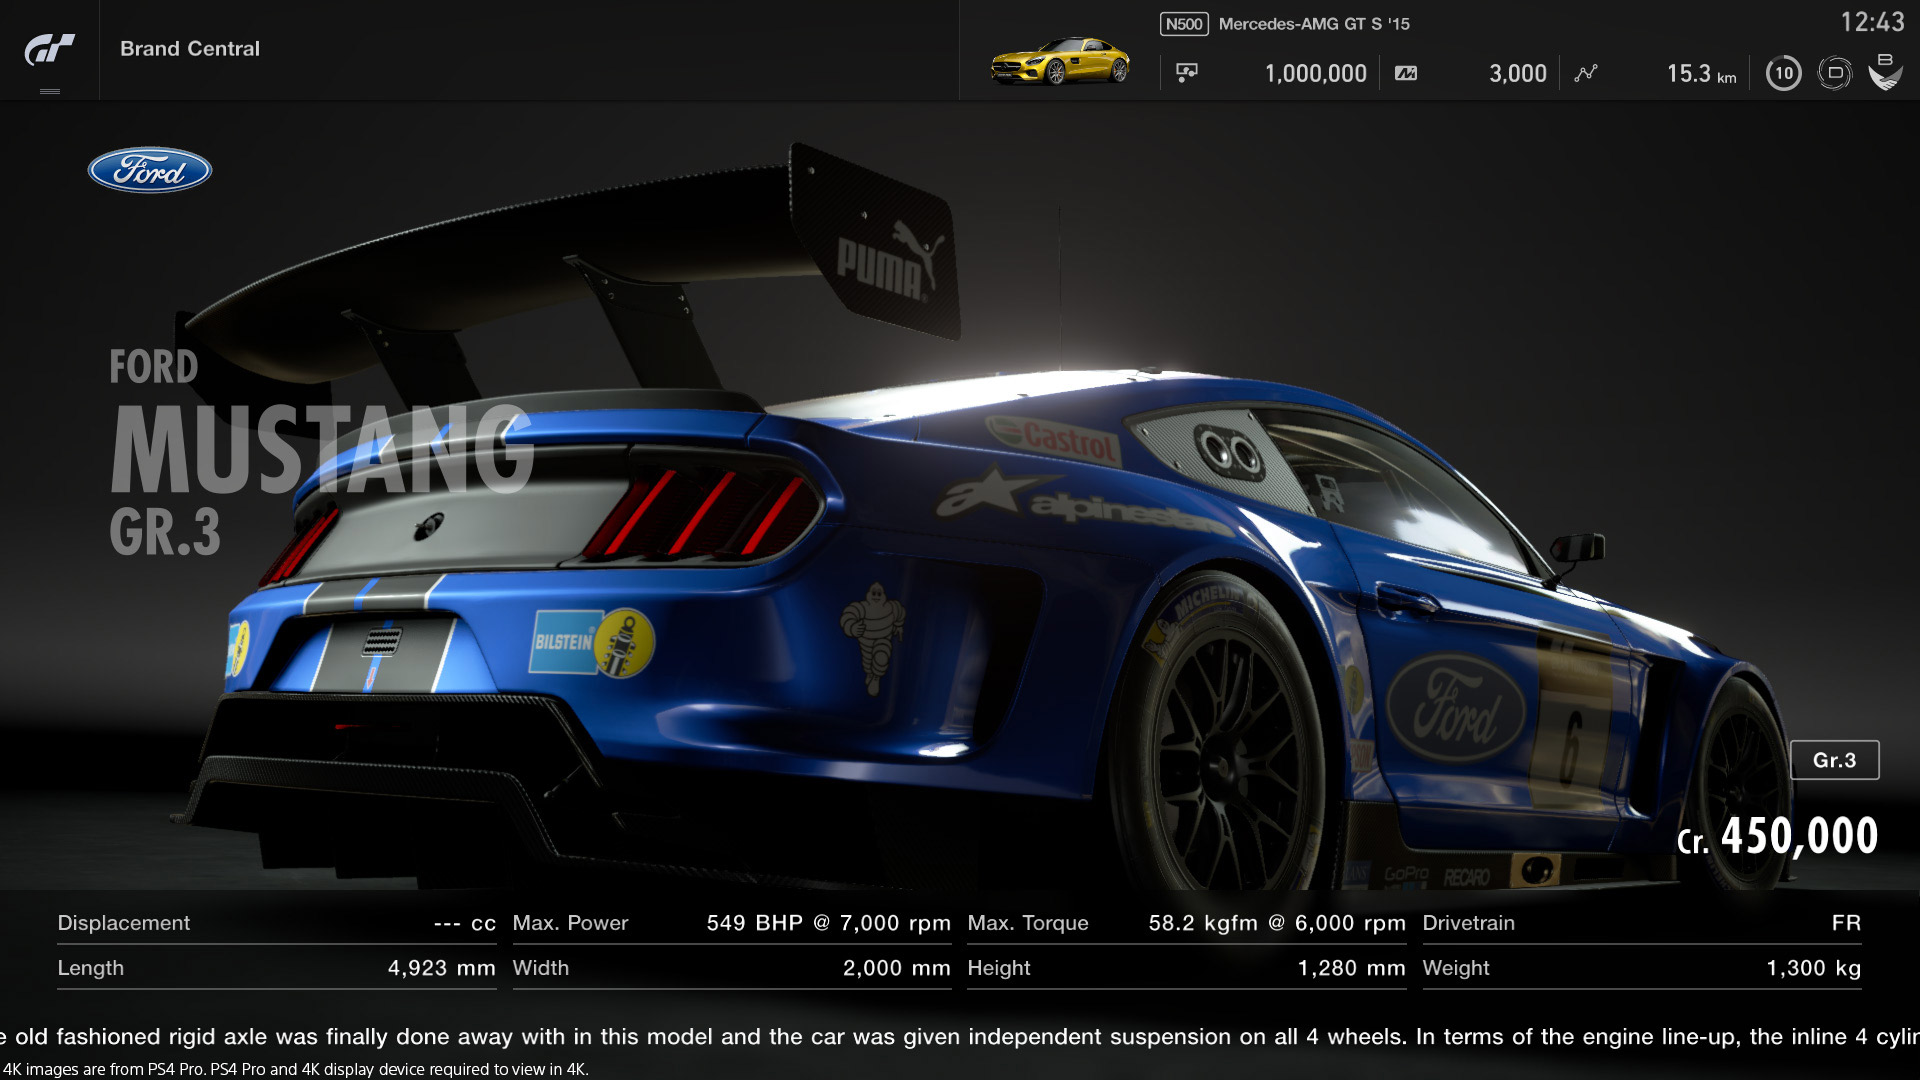 Brand Central
N500 Mercedes-AMG GT S '15
12:43
1,000,000
3,000
15.3 km
10
D
B
Ford
PUMA
FORD
MUSTANG
GR.3
Castrol
alpinestars
MICHELIN
BILSTEIN
Ford
6
Gr.3
Cr. 450,000
GoPro
RECARO
Displacement --- cc
Max. Power 549 BHP @ 7,000 rpm
Max. Torque 58.2 kgfm @ 6,000 rpm
Drivetrain FR
Length 4,923 mm
Width 2,000 mm
Height 1,280 mm
Weight 1,300 kg
e old fashioned rigid axle was finally done away with in this model and the car was given independent suspension on all 4 wheels. In terms of the engine line-up, the inline 4 cylin
4K images are from PS4 Pro. PS4 Pro and 4K display device required to view in 4K.